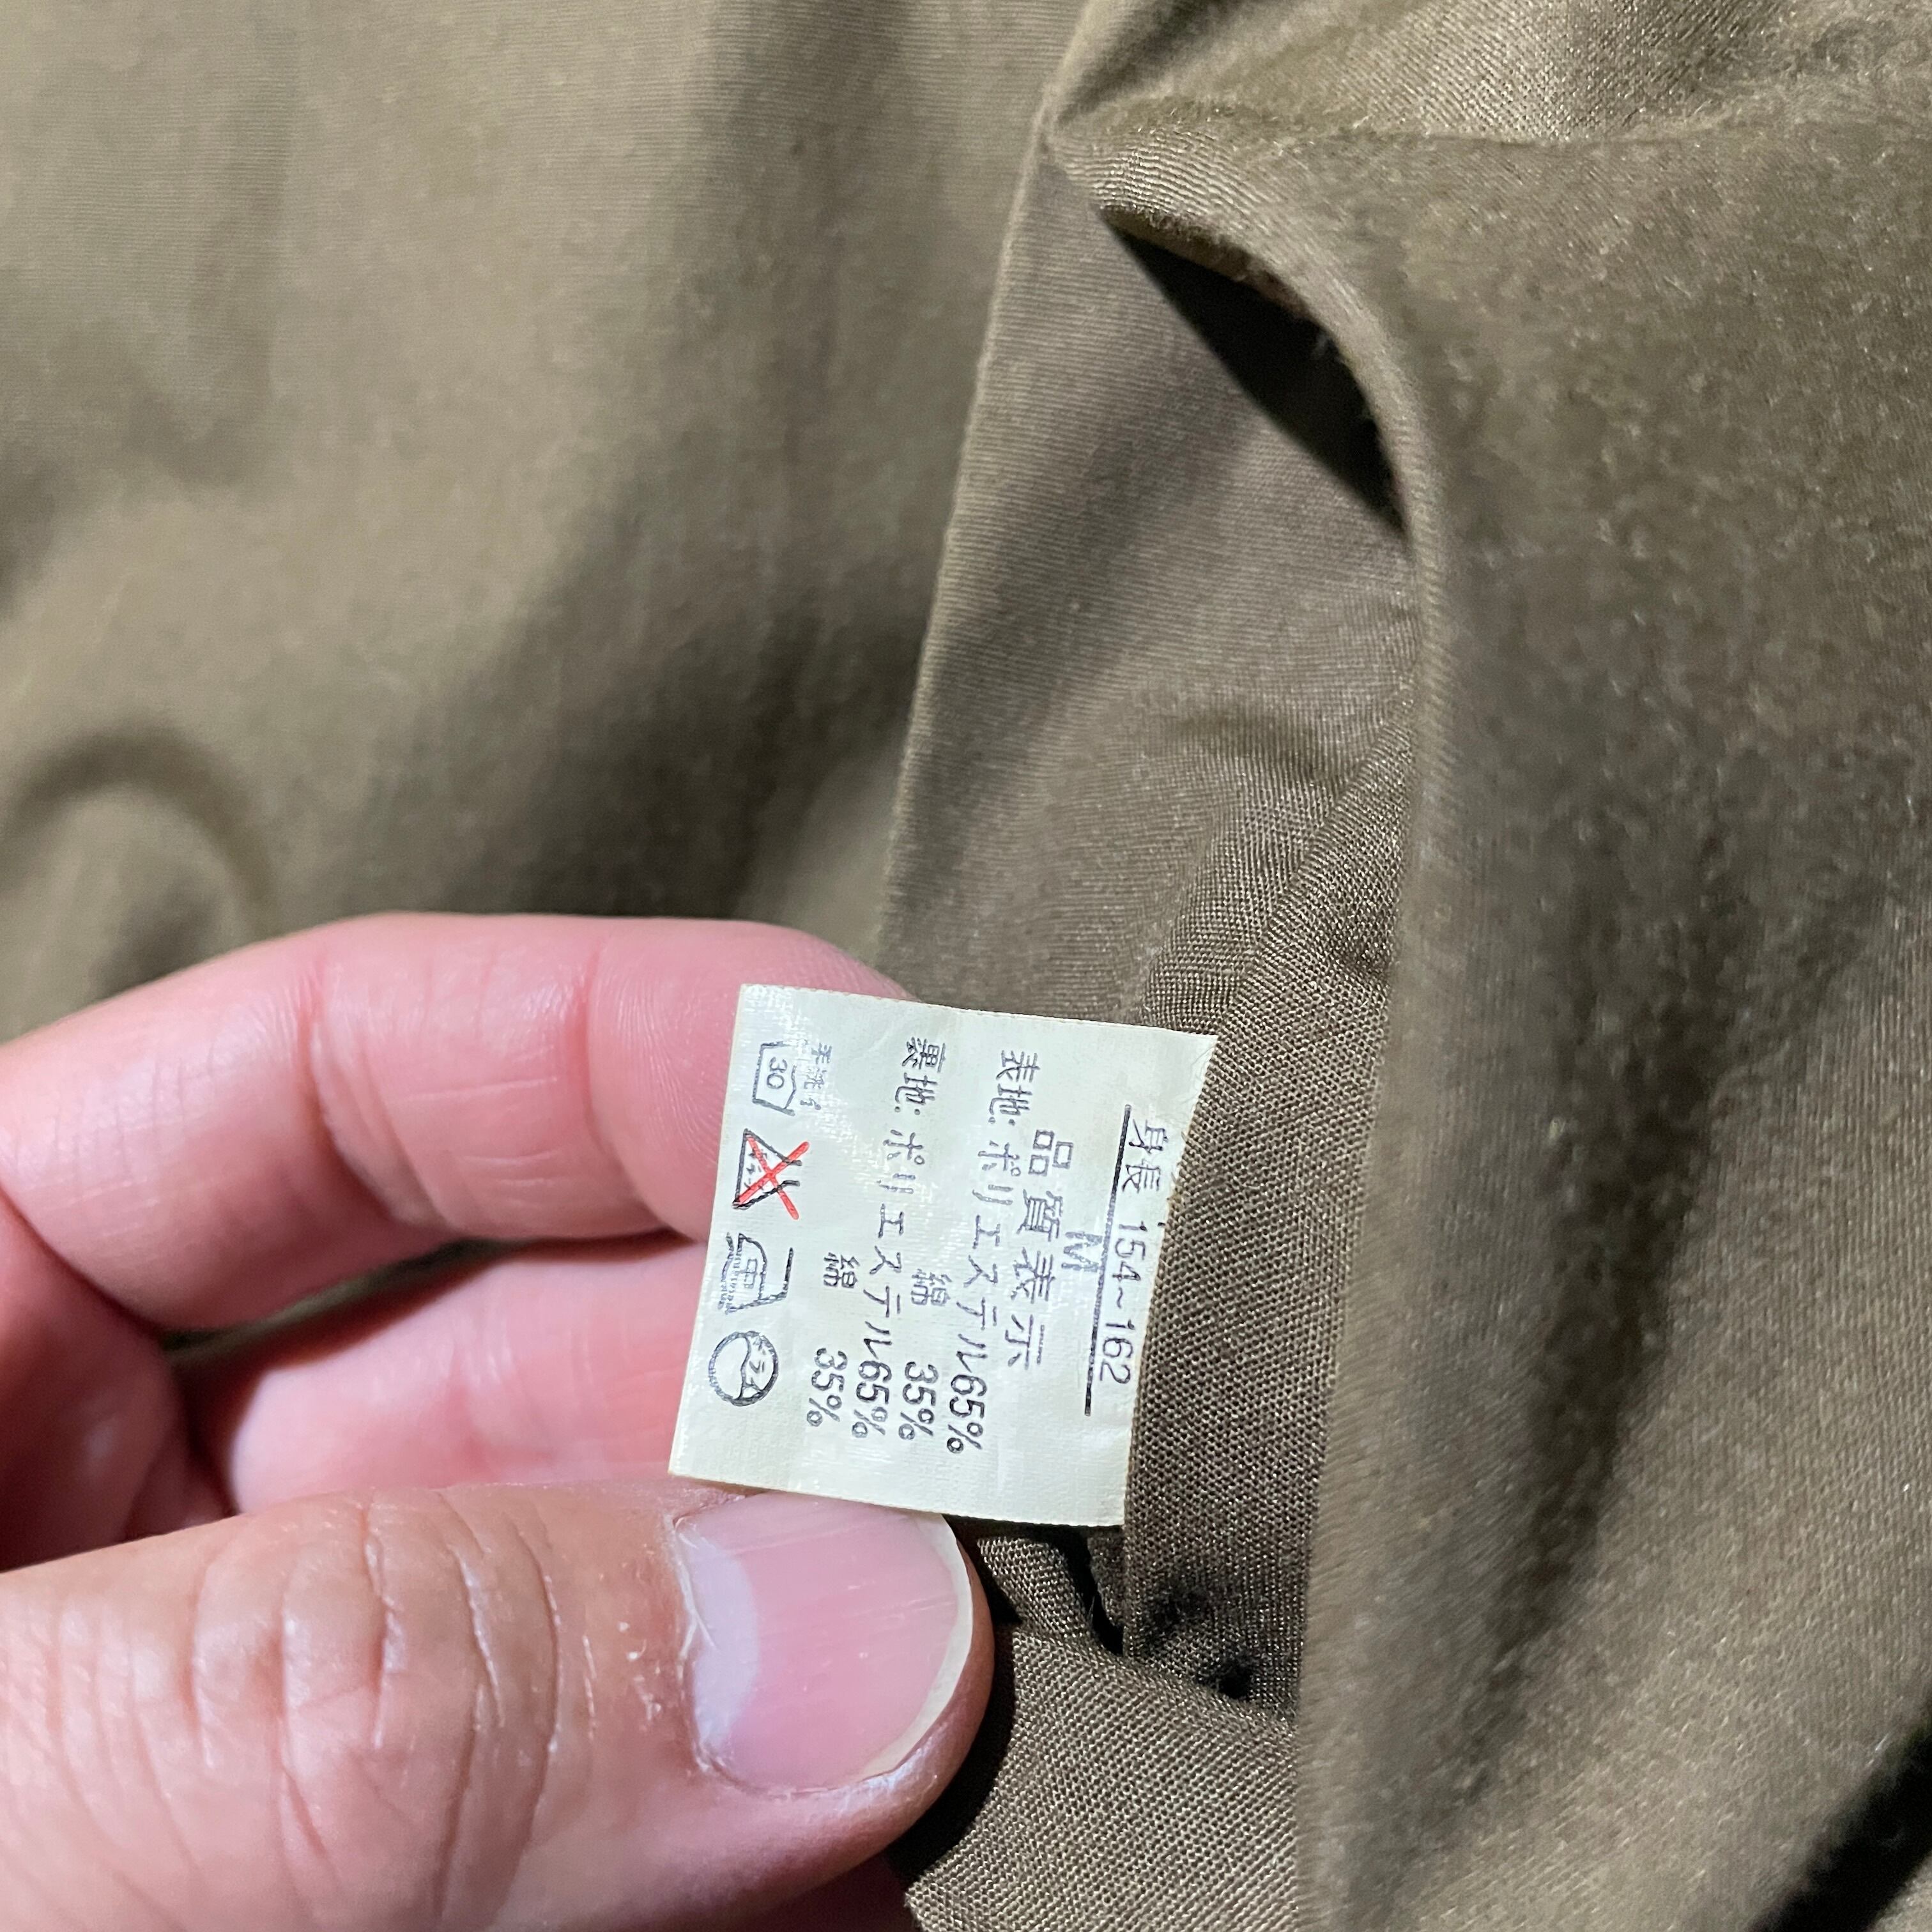 身長 154~162
M
品質表示
表地: ポリエステル65%
綿 35%
裏地: ポリエステル65%
綿 35%
手洗イ
30
中
ドライ